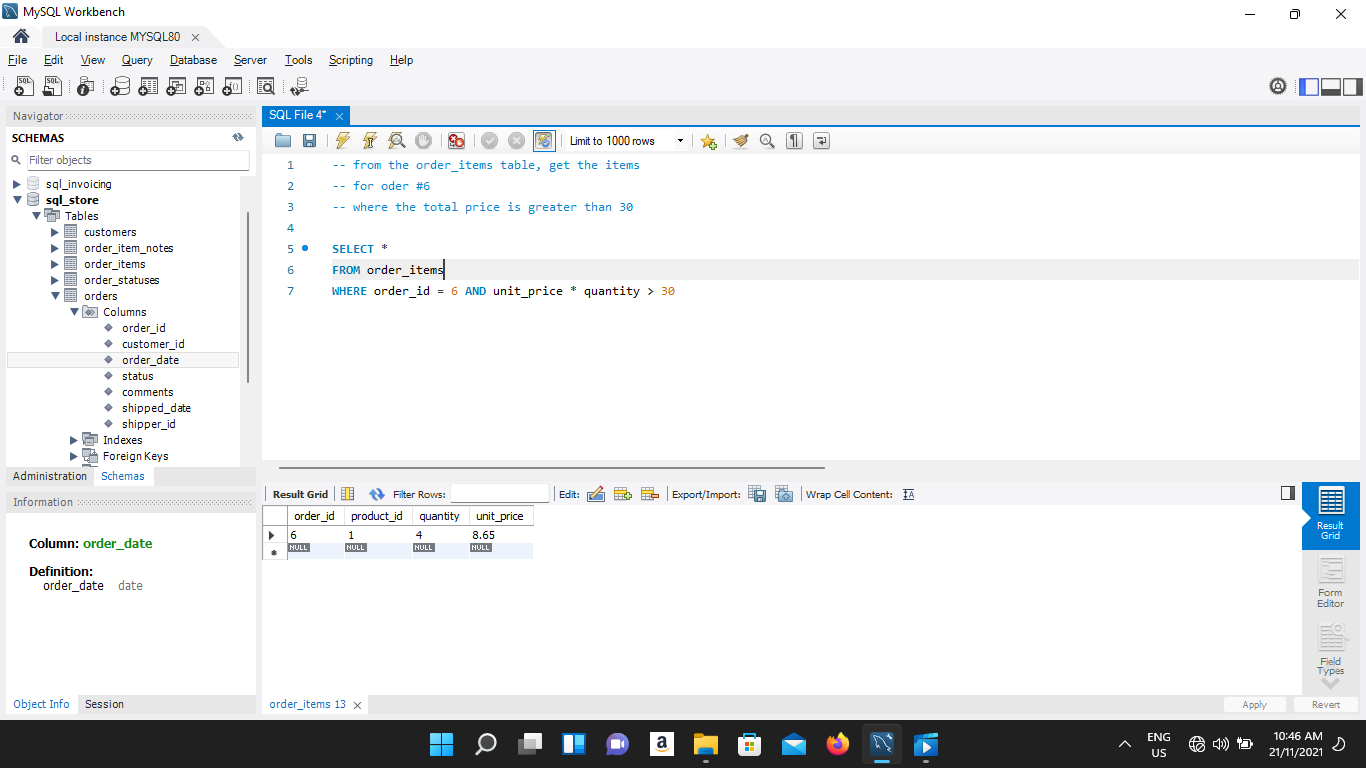 MySQL Workbench
Local instance MYSQL80
File Edit View Query Database Server Tools Scripting Help
Navigator
SCHEMAS
Filter objects
sql_invoicing
sql_store
Tables
customers
order_item_notes
order_items
order_statuses
orders
Columns
order_id
customer_id
order_date
status
comments
shipped_date
shipper_id
Indexes
Foreign Keys
Administration Schemas
Information
Column: order_date
Definition:
order_date date
Object Info Session
SQL File 4*
Limit to 1000 rows
1 -- from the order_items table, get the items
2 -- for oder #6
3 -- where the total price is greater than 30
4
5 SELECT *
6 FROM order_items
7 WHERE order_id = 6 AND unit_price * quantity > 30
Result Grid Filter Rows: Edit: Export/Import: Wrap Cell Content:
order_id product_id quantity unit_price
6 1 4 8.65
NULL NULL NULL NULL
Result
Grid
Form
Editor
Field
Types
order_items 13
Apply Revert
ENG
US
10:46 AM
21/11/2021